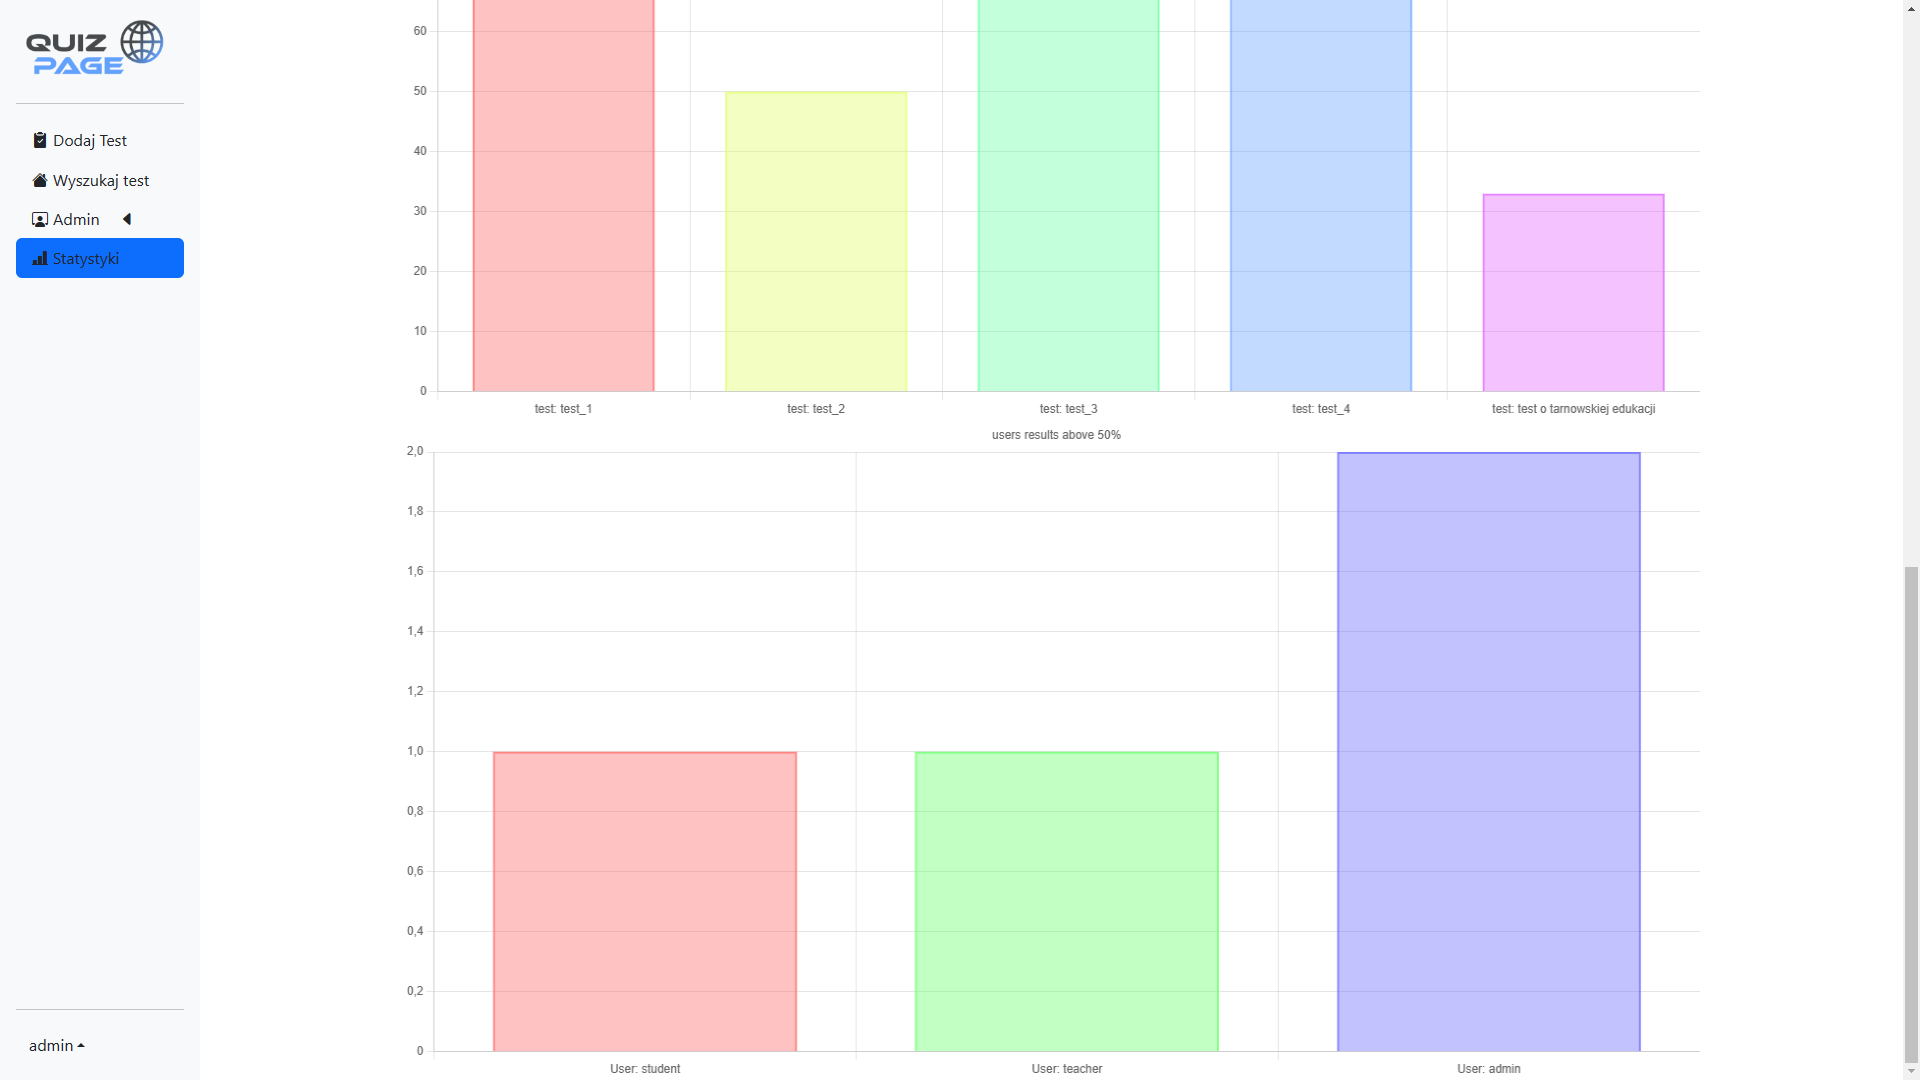 QUIZ
PAGE
Dodaj Test
Wyszukaj test
Admin
Statystyki
admin
60
50
40
30
20
10
0
test: test_1 test: test_2 test: test_3 test: test_4 test: test o tarnowskiej edukacji
users results above 50%
2,0
1,8
1,6
1,4
1,2
1,0
0,8
0,6
0,4
0,2
0
User: student User: teacher User: admin